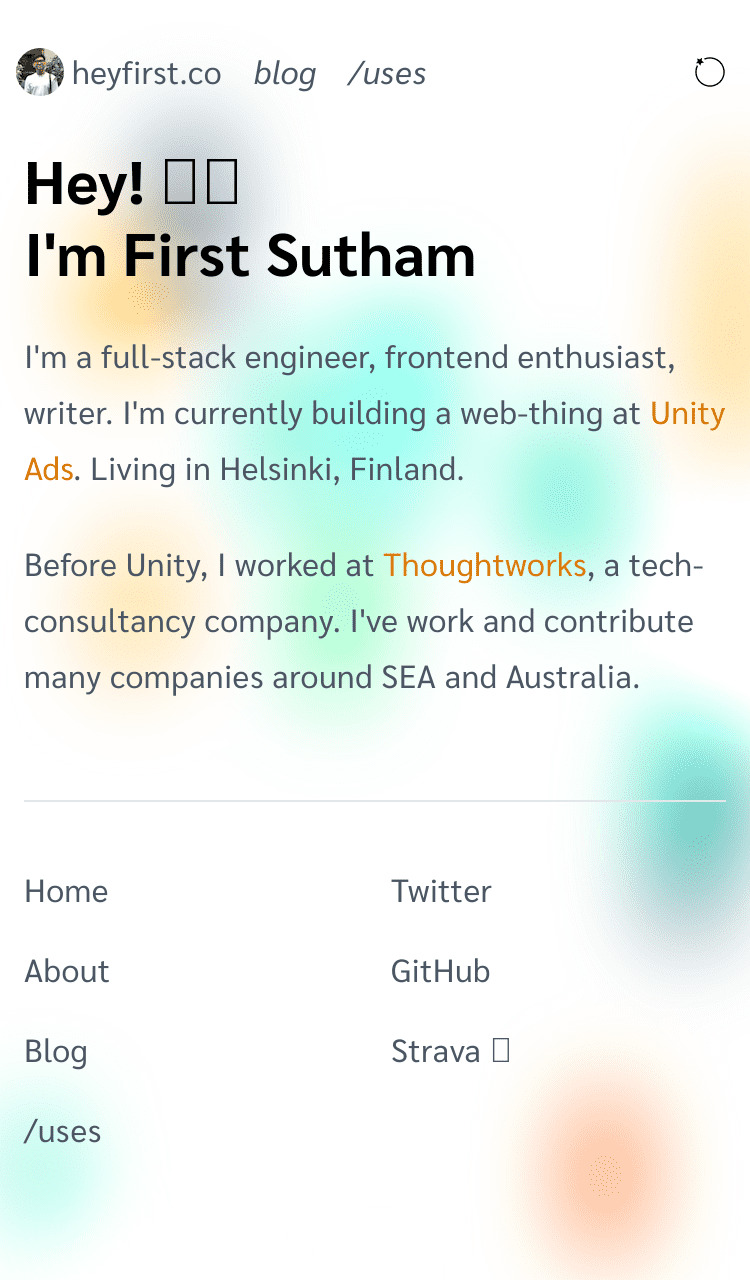 heyfirst.co blog /uses
Hey!
I'm First Sutham
I'm a full-stack engineer, frontend enthusiast,
writer. I'm currently building a web-thing at Unity
Ads. Living in Helsinki, Finland.
Before Unity, I worked at Thoughtworks, a tech-
consultancy company. I've work and contribute
many companies around SEA and Australia.
Home
Twitter
About
GitHub
Blog
Strava
/uses